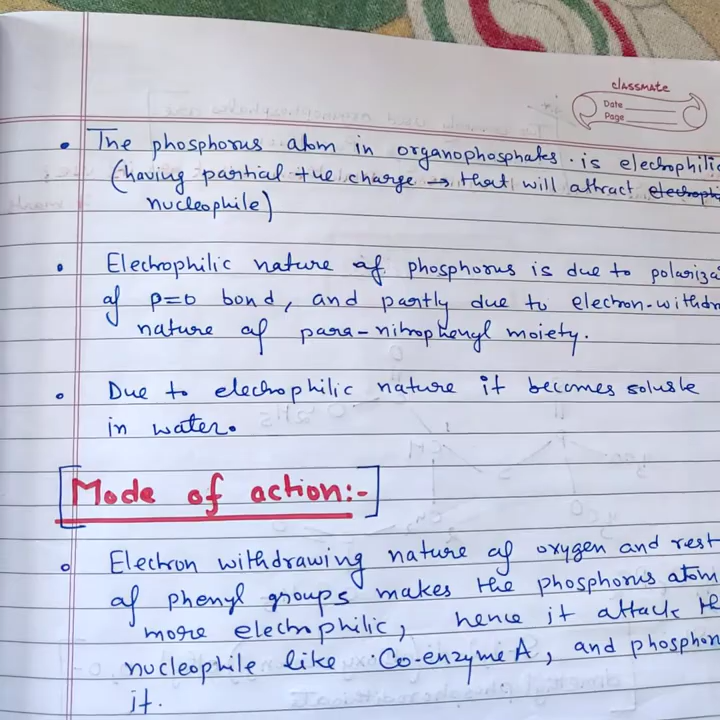 classmate
Date
Page
• The phosphorus atom in organophosphates is electrophilic
(having partial +ve charge → that will attract electroph
nucleophile)
• Electrophilic nature of phosphorus is due to polariza
of P=O bond, and partly due to electron-withdr
nature of para-nitrophenyl moiety.
• Due to electrophilic nature it becomes soluble
in water.
Mode of action:-
• Electron withdrawing nature of oxygen and rest
of phenyl groups makes the phosphorus atom
more electrophilic, hence it attack the
nucleophile like Co-enzyme A, and phosphor
it.